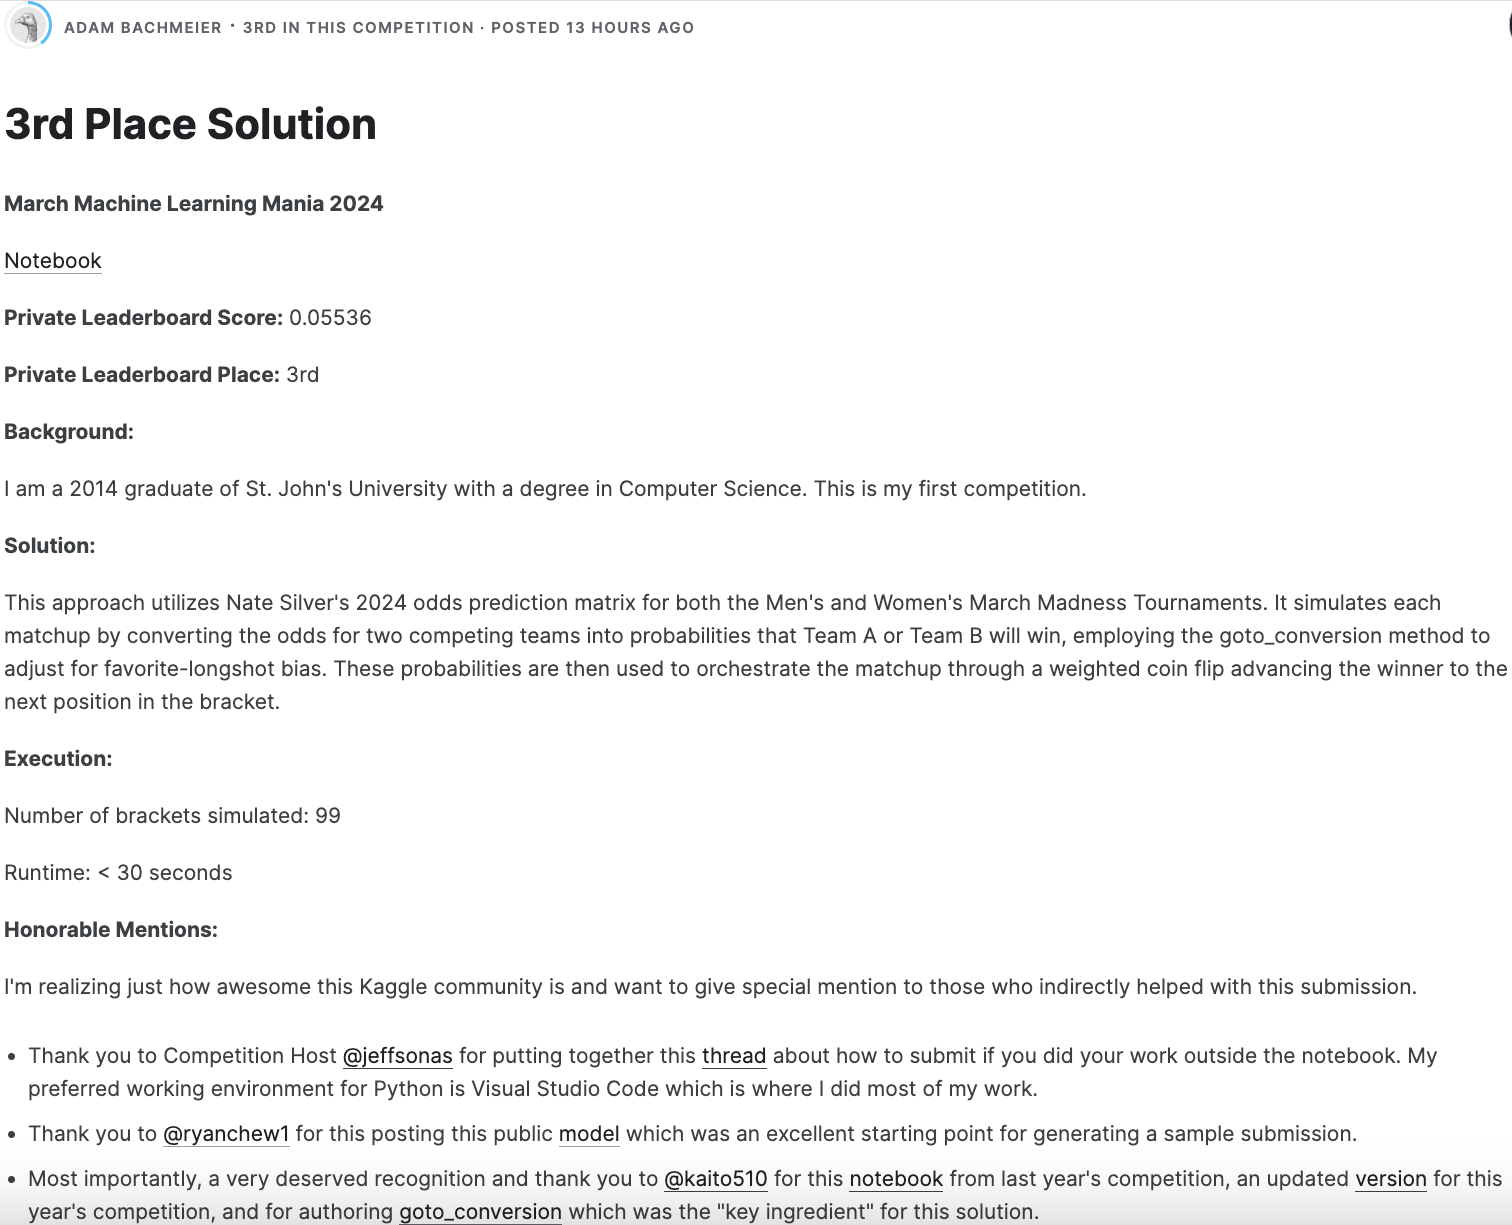 ADAM BACHMEIER · 3RD IN THIS COMPETITION · POSTED 13 HOURS AGO
3rd Place Solution
March Machine Learning Mania 2024
Notebook
Private Leaderboard Score: 0.05536
Private Leaderboard Place: 3rd
Background:
I am a 2014 graduate of St. John's University with a degree in Computer Science. This is my first competition.
Solution:
This approach utilizes Nate Silver's 2024 odds prediction matrix for both the Men's and Women's March Madness Tournaments. It simulates each
matchup by converting the odds for two competing teams into probabilities that Team A or Team B will win, employing the goto_conversion method to
adjust for favorite-longshot bias. These probabilities are then used to orchestrate the matchup through a weighted coin flip advancing the winner to the
next position in the bracket.
Execution:
Number of brackets simulated: 99
Runtime: < 30 seconds
Honorable Mentions:
I'm realizing just how awesome this Kaggle community is and want to give special mention to those who indirectly helped with this submission.
• Thank you to Competition Host @jeffsonas for putting together this thread about how to submit if you did your work outside the notebook. My
preferred working environment for Python is Visual Studio Code which is where I did most of my work.
• Thank you to @ryanchew1 for this posting this public model which was an excellent starting point for generating a sample submission.
• Most importantly, a very deserved recognition and thank you to @kaito510 for this notebook from last year's competition, an updated version for this
year's competition, and for authoring goto_conversion which was the "key ingredient" for this solution.